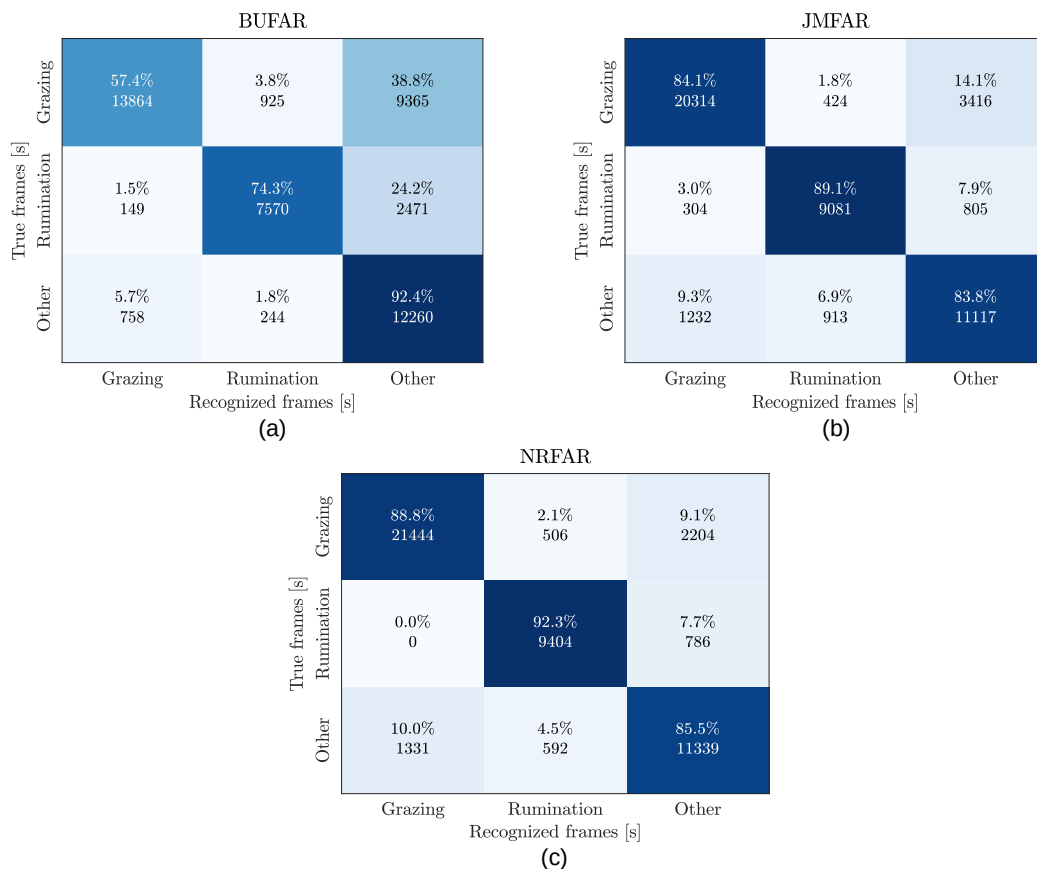 BUFAR
True frames [s]
Grazing
57.4% 3.8% 38.8%
13864 925 9365
Rumination
1.5% 74.3% 24.2%
149 7570 2471
Other
5.7% 1.8% 92.4%
758 244 12260
Grazing Rumination Other
Recognized frames [s]
(a)
JMFAR
True frames [s]
Grazing
84.1% 1.8% 14.1%
20314 424 3416
Rumination
3.0% 89.1% 7.9%
304 9081 805
Other
9.3% 6.9% 83.8%
1232 913 11117
Grazing Rumination Other
Recognized frames [s]
(b)
NRFAR
True frames [s]
Grazing
88.8% 2.1% 9.1%
21444 506 2204
Rumination
0.0% 92.3% 7.7%
0 9404 786
Other
10.0% 4.5% 85.5%
1331 592 11339
Grazing Rumination Other
Recognized frames [s]
(c)